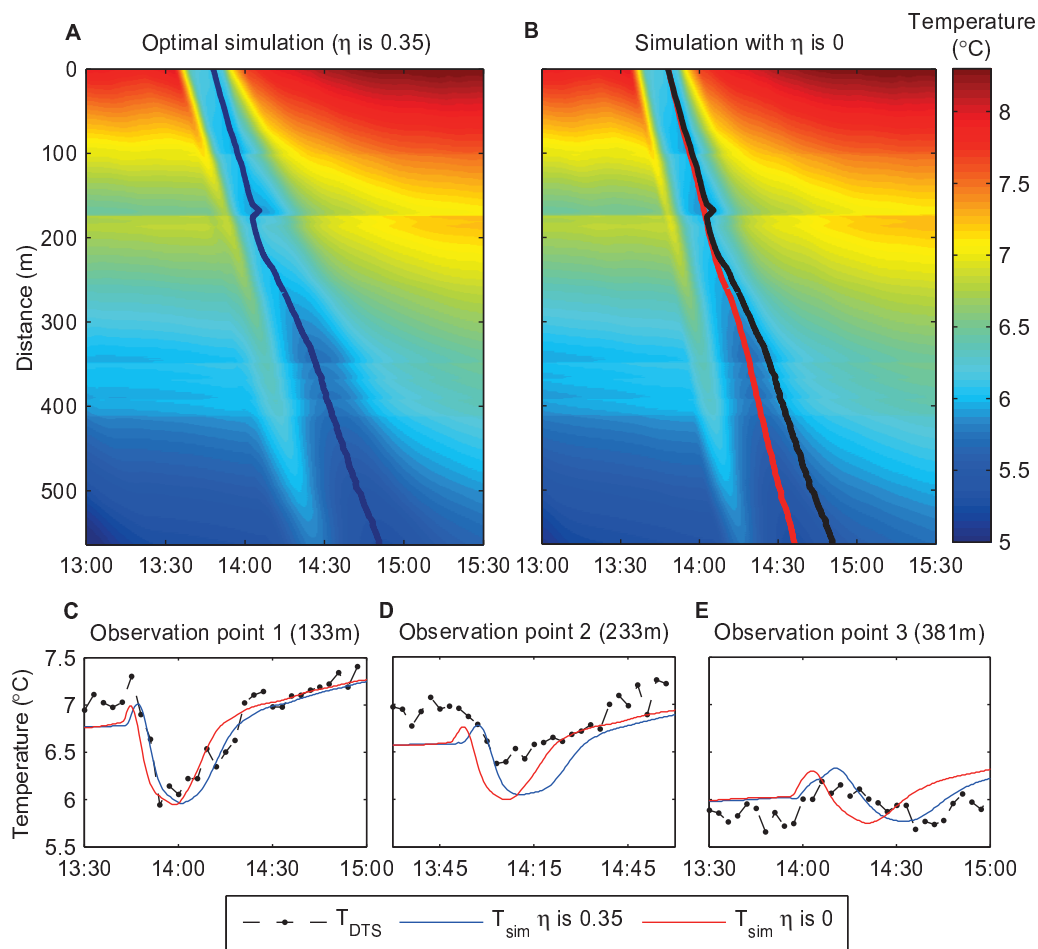 A
Optimal simulation (η is 0.35)
B
Simulation with η is 0
Temperature
(°C)
0
100
200
300
400
500
Distance (m)
13:00
13:30
14:00
14:30
15:00
15:30
13:00
13:30
14:00
14:30
15:00
15:30
8
7.5
7
6.5
6
5.5
5
C
Observation point 1 (133m)
D
Observation point 2 (233m)
E
Observation point 3 (381m)
Temperature (°C)
7.5
7
6.5
6
5.5
13:30
14:00
14:30
15:00
13:45
14:15
14:45
13:30
14:00
14:30
15:00
T_DTS
T_sim η is 0.35
T_sim η is 0